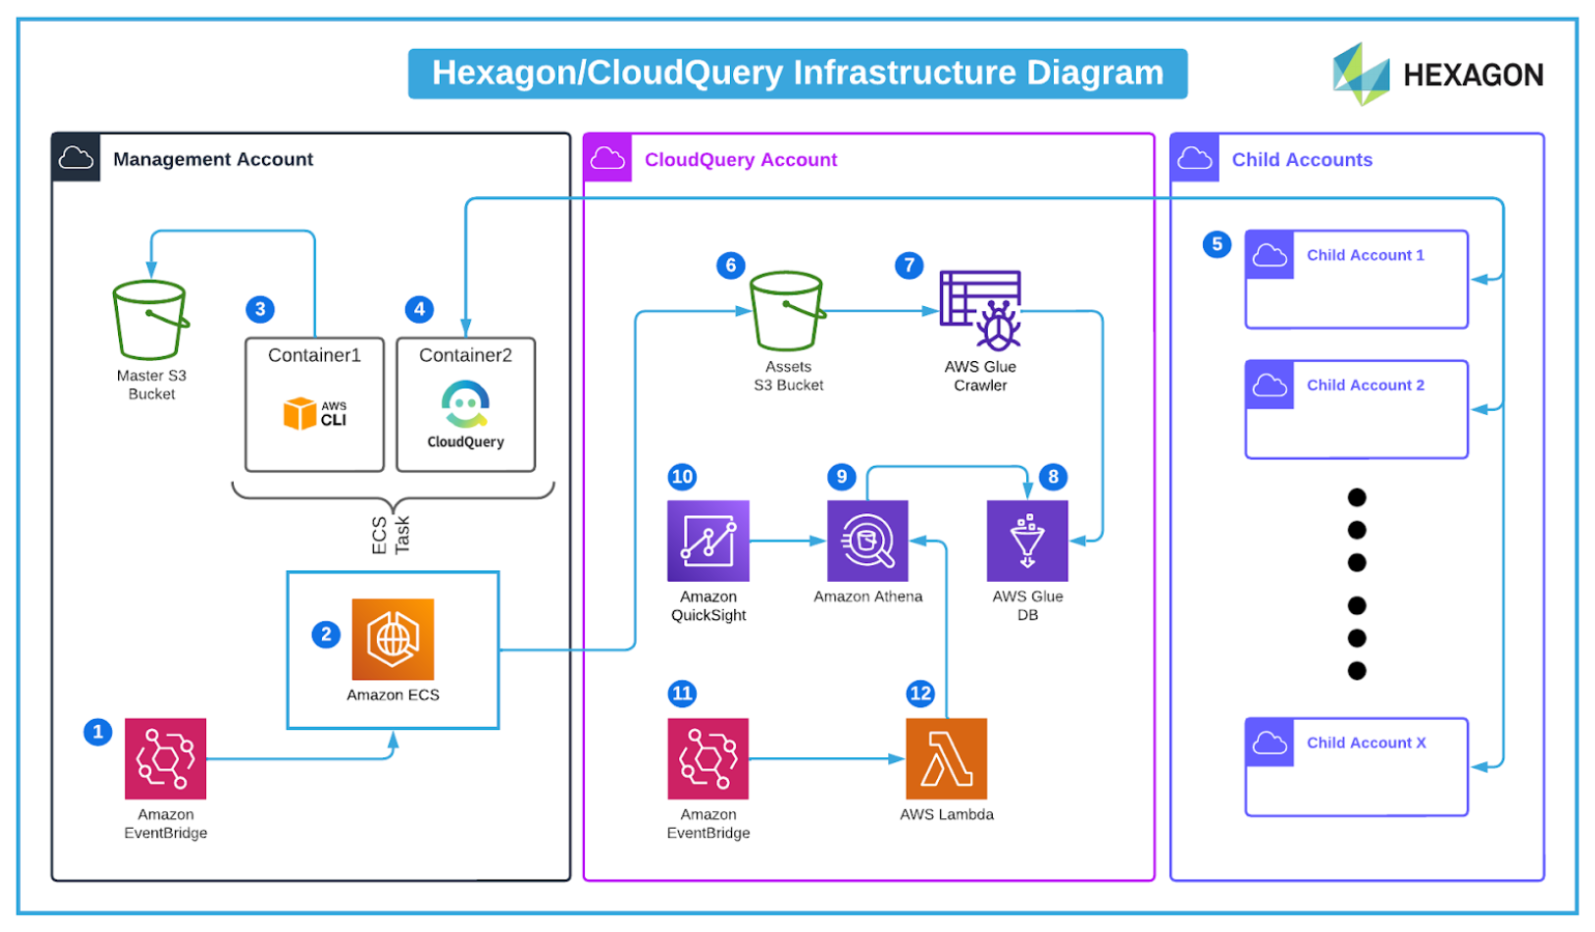 Hexagon/CloudQuery Infrastructure Diagram
HEXAGON
Management Account
3
4
Master S3
Bucket
Container1
AWS
CLI
Container2
CloudQuery
ECS
Task
2
Amazon ECS
1
Amazon
EventBridge
CloudQuery Account
6
7
Assets
S3 Bucket
AWS Glue
Crawler
10
9
8
Amazon
QuickSight
Amazon Athena
AWS Glue
DB
11
12
Amazon
EventBridge
AWS Lambda
Child Accounts
5
Child Account 1
Child Account 2
Child Account X